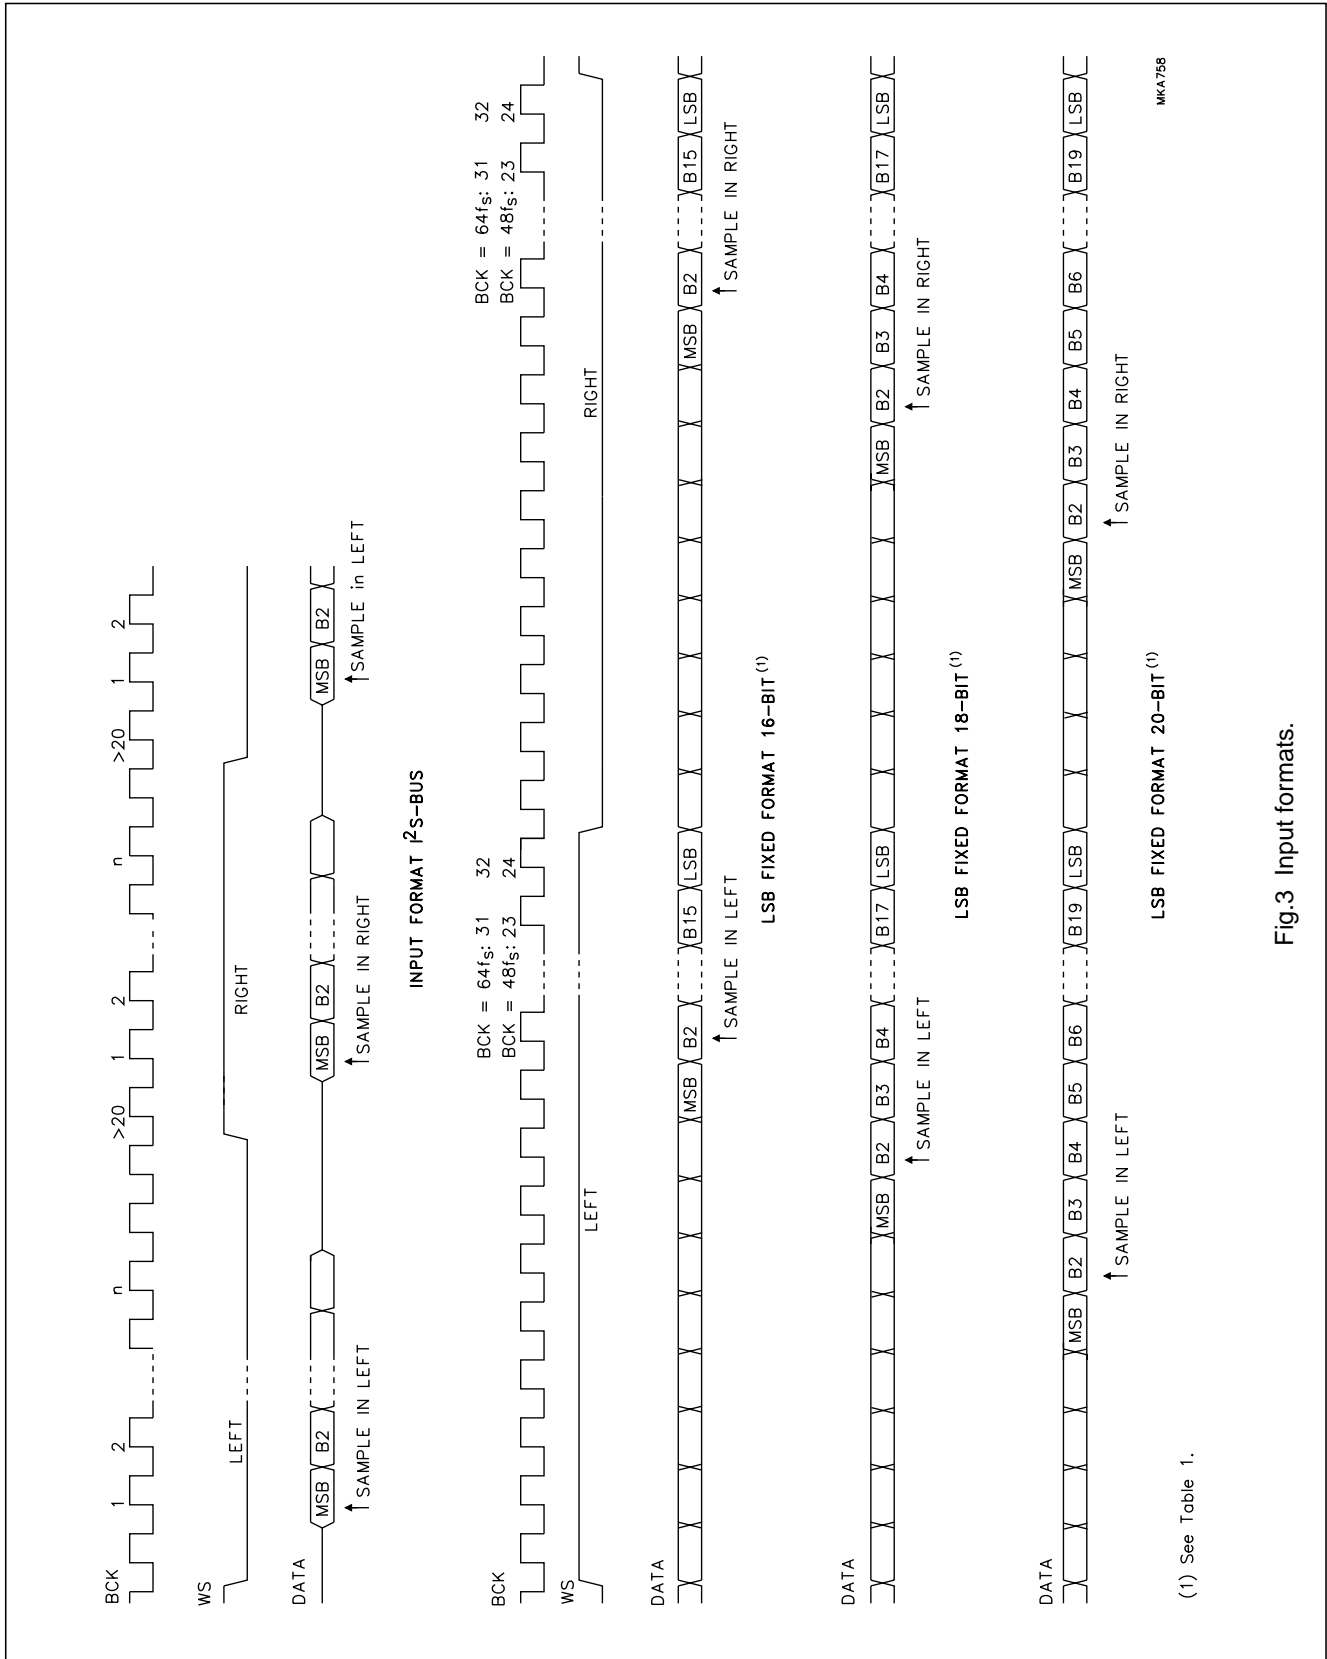 BCK 1 2 n >20 1 2 n >20 1 2
WS LEFT RIGHT
DATA MSB B2 MSB B2 MSB B2
SAMPLE IN LEFT SAMPLE IN RIGHT SAMPLE in LEFT
INPUT FORMAT I²S-BUS
BCK = 64fs: 31 32 BCK = 64fs: 31 32
BCK = 48fs: 23 24 BCK = 48fs: 23 24
BCK
WS LEFT RIGHT
DATA MSB B2 B15 LSB MSB B2 B15 LSB
SAMPLE IN LEFT SAMPLE IN RIGHT
LSB FIXED FORMAT 16-BIT (1)
DATA MSB B2 B3 B4 B17 LSB MSB B2 B3 B4 B17 LSB
SAMPLE IN LEFT SAMPLE IN RIGHT
LSB FIXED FORMAT 18-BIT (1)
DATA MSB B2 B3 B4 B5 B6 B19 LSB MSB B2 B3 B4 B5 B6 B19 LSB
SAMPLE IN LEFT SAMPLE IN RIGHT
LSB FIXED FORMAT 20-BIT (1)
MKA758
(1) See Table 1.
Fig.3 Input formats.